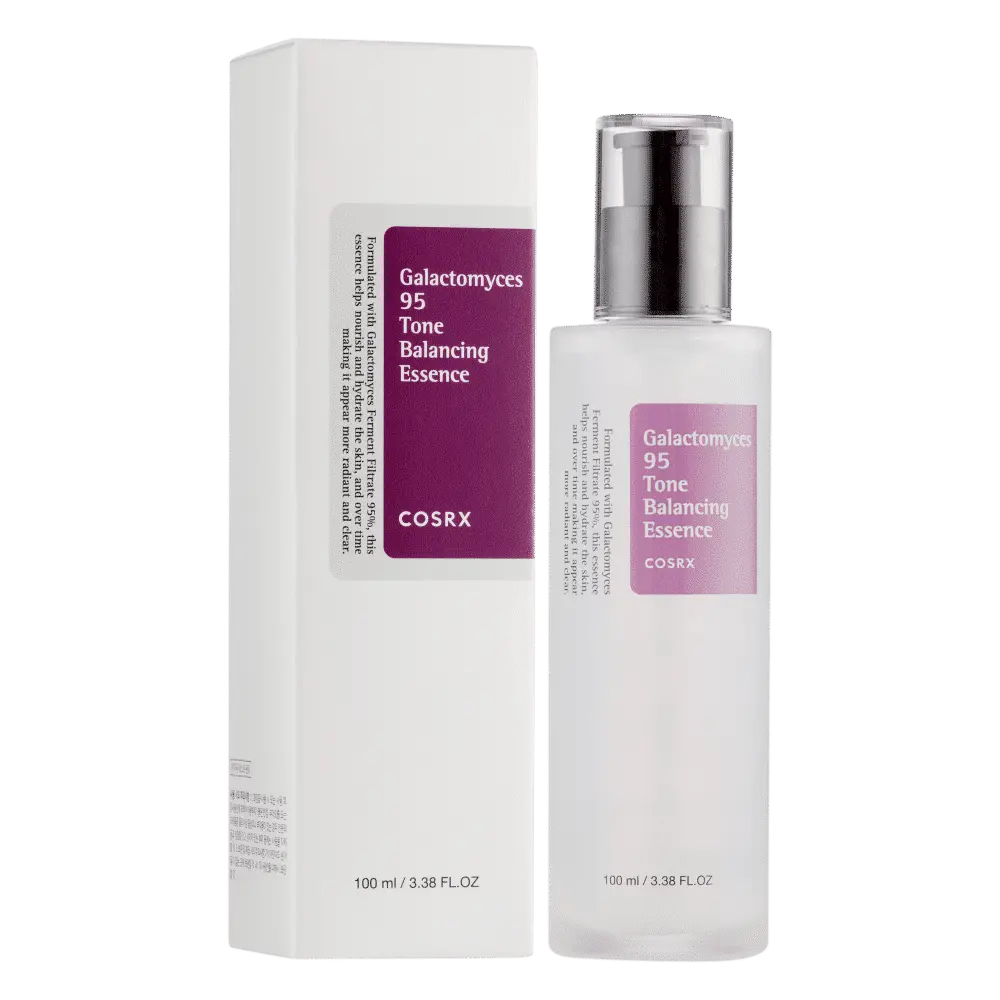 Galactomyces
95
Tone
Balancing
Essence
COSRX
Formulated with Galactomyces Ferment Filtrate 95%, this
essence helps nourish and hydrate the skin, and over time
making it appear more radiant and clear.
100 ml / 3.38 FL.OZ
Galactomyces
95
Tone
Balancing
Essence
COSRX
Formulated with Galactomyces
Ferment Filtrate 95%, this essence
helps nourish and hydrate the skin,
and over time making it appear
more radiant and clear.
100 ml / 3.38 FL.OZ